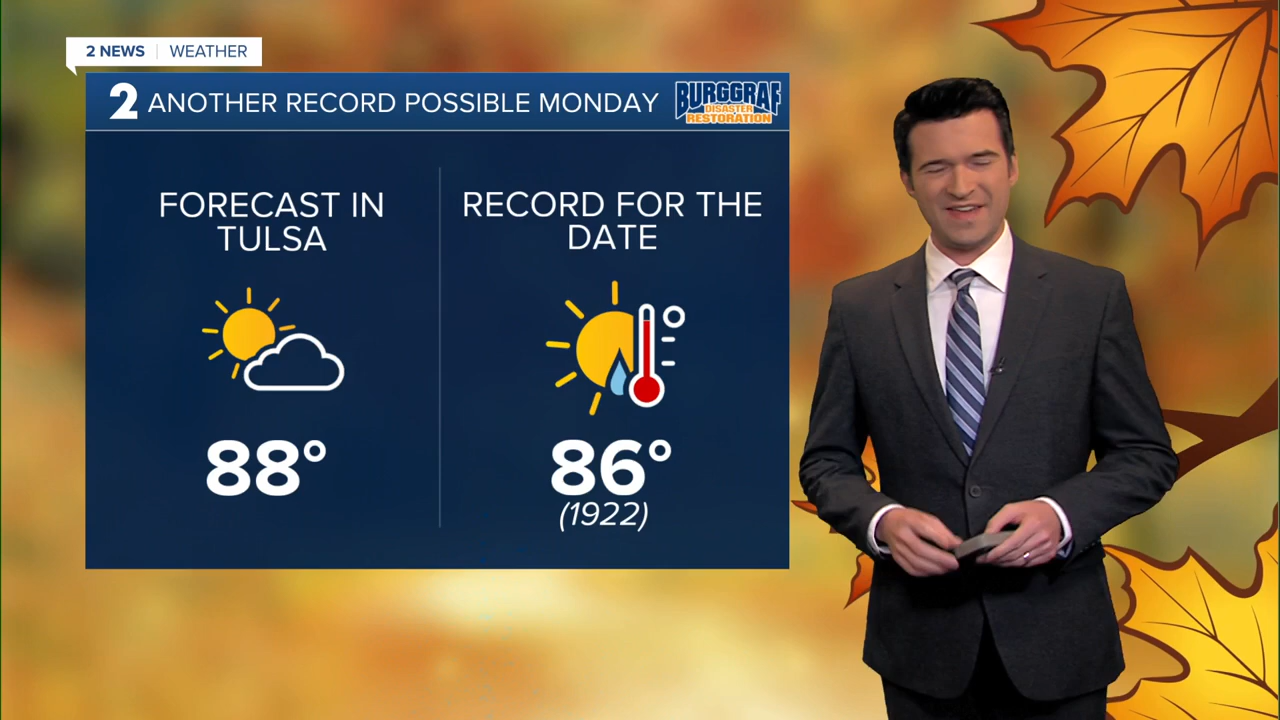 2 NEWS | WEATHER
2 ANOTHER RECORD POSSIBLE MONDAY
BURGGRAF
DISASTER
RESTORATION
FORECAST IN
TULSA
88°
RECORD FOR THE
DATE
86°
(1922)